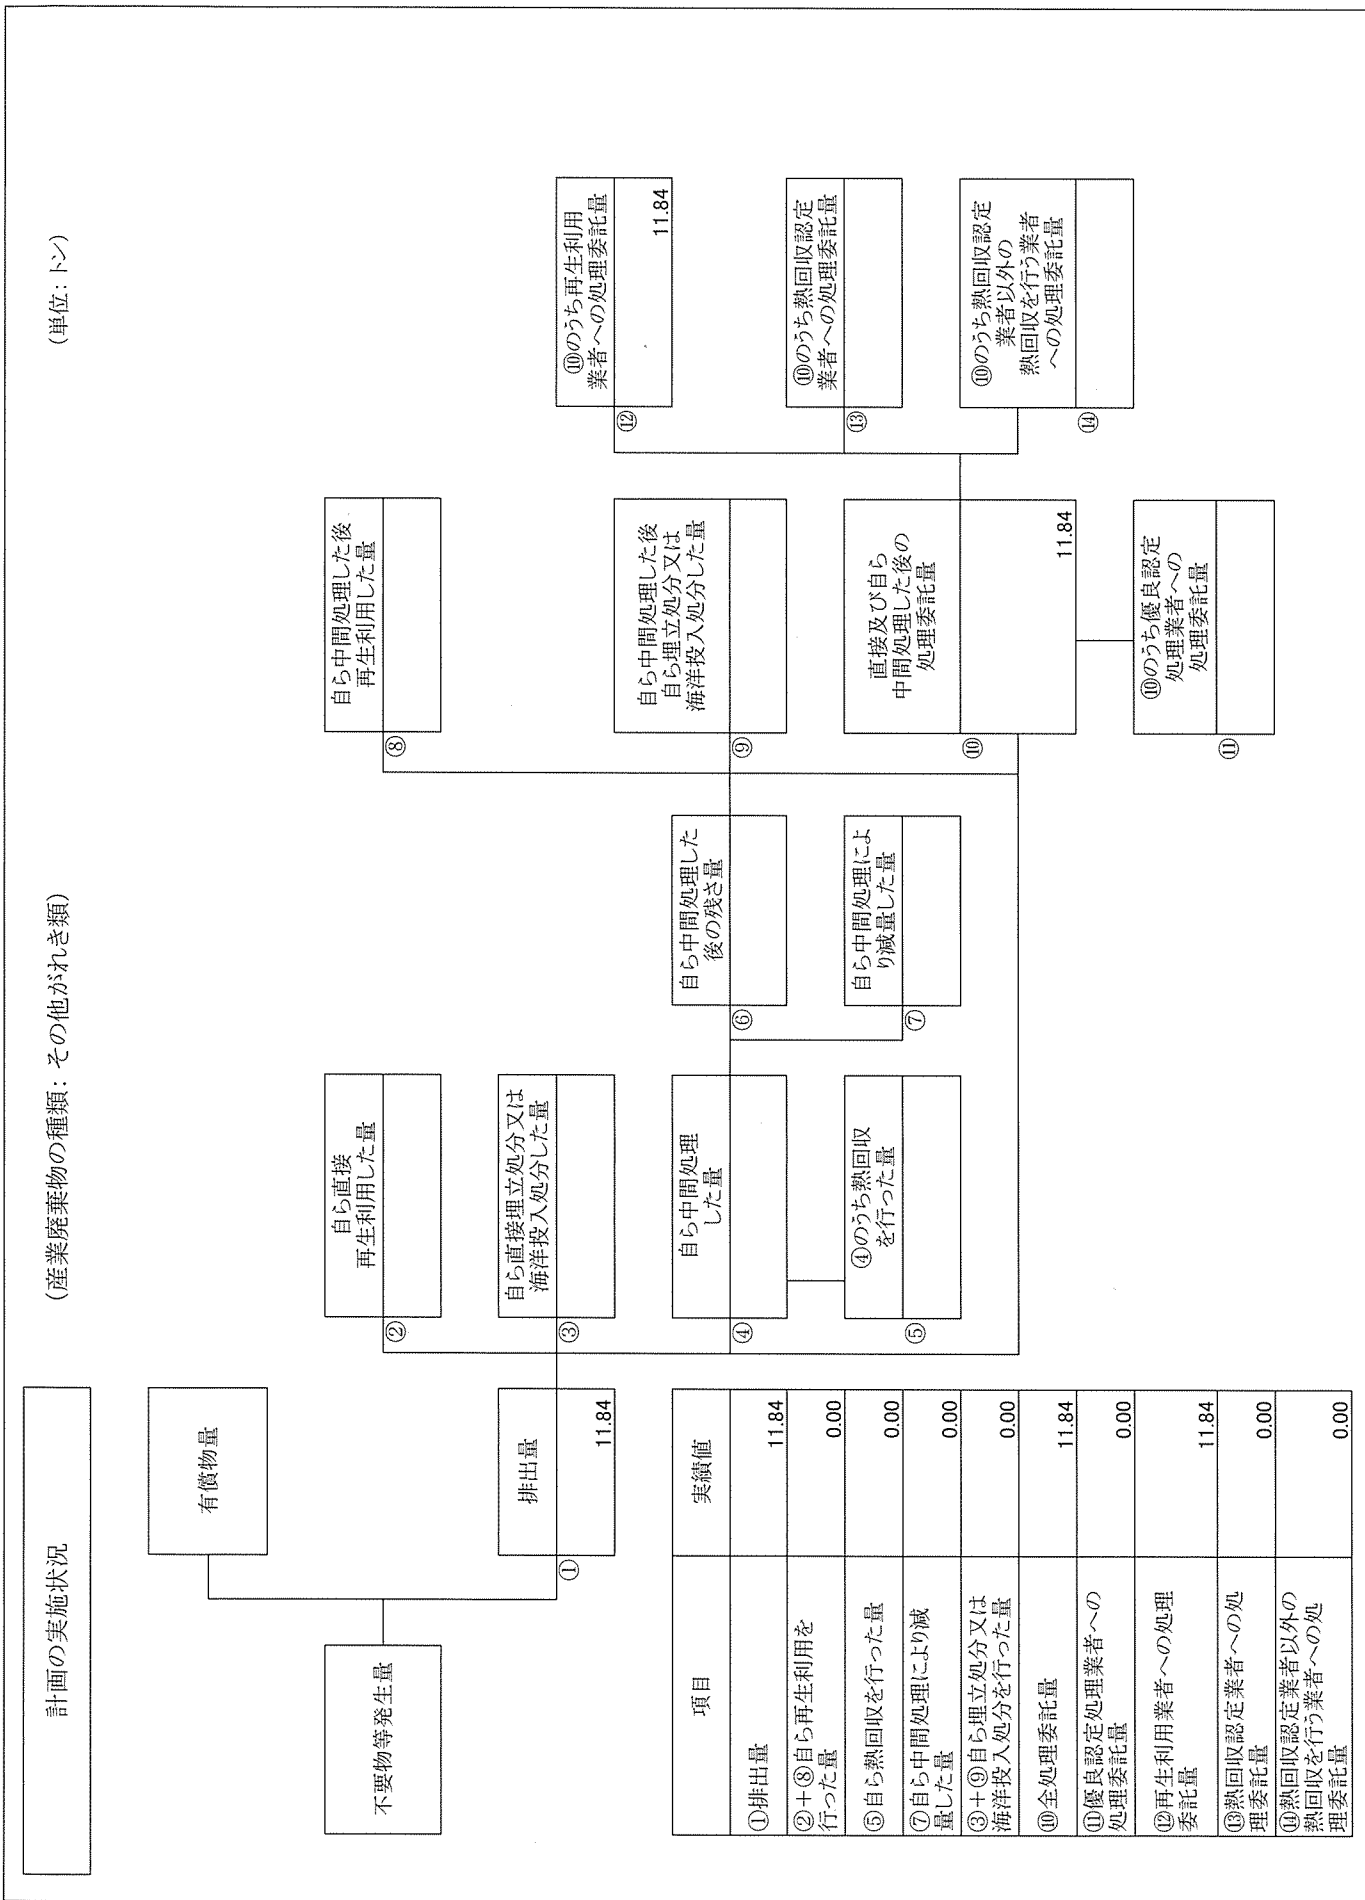 計画の実施状況
(産業廃棄物の種類: その他がれき類)
(単位: トン)
有償物量
不要物等発生量
①
排出量
11.84
②
自ら直接
再生利用した量
③
自ら直接埋立処分又は
海洋投入処分した量
④
自ら中間処理
した量
⑤
④のうち熱回収
を行った量
⑥
自ら中間処理した
後の残さ量
⑦
自ら中間処理によ
り減量した量
⑧
自ら中間処理した後
再生利用した量
⑨
自ら中間処理した後
自ら埋立処分又は
海洋投入処分した量
⑩
直接及び自ら
中間処理した後の
処理委託量
11.84
⑪
⑩のうち優良認定
処理業者への
処理委託量
⑫
⑩のうち再生利用
業者への処理委託量
11.84
⑬
⑩のうち熱回収認定
業者への処理委託量
⑭
⑩のうち熱回収認定
業者以外の
熱回収を行う業者
への処理委託量
項目 実績値
①排出量 11.84
②+⑧自ら再生利用を
行った量 0.00
⑤自ら熱回収を行った量 0.00
⑦自ら中間処理により減
量した量 0.00
③+⑨自ら埋立処分又は
海洋投入処分を行った量 0.00
⑩全処理委託量 11.84
⑪優良認定処理業者への
処理委託量 0.00
⑫再生利用業者への処理
委託量 11.84
⑬熱回収認定業者への処
理委託量 0.00
⑭熱回収認定業者以外の
熱回収を行う業者への処
理委託量 0.00